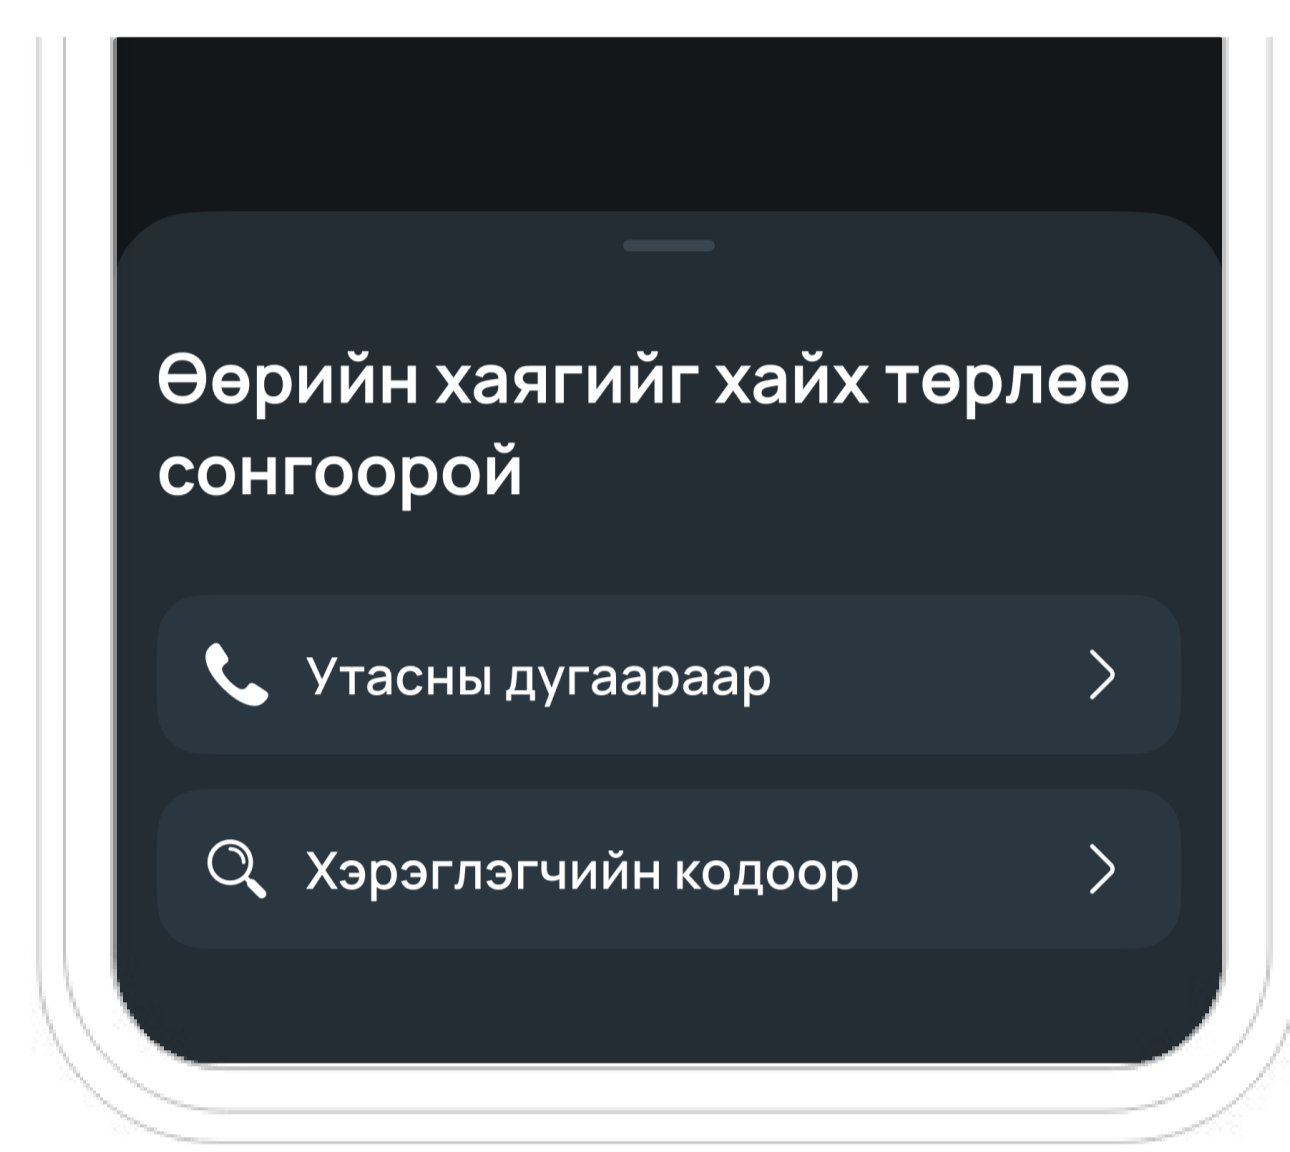 Өөрийн хаягийг хайх төрлөө
сонгоорой
Утасны дугаараар
Хэрэглэгчийн кодоор